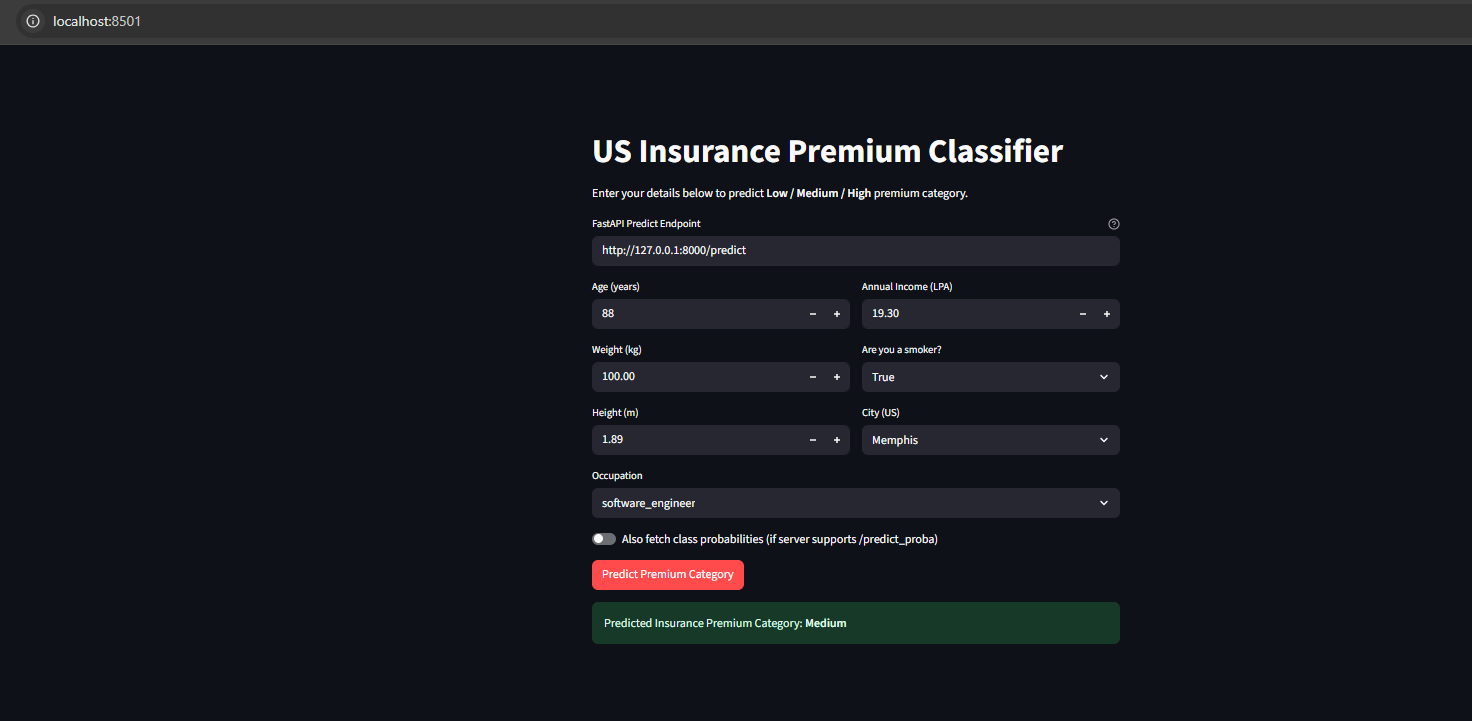 localhost:8501
US Insurance Premium Classifier
Enter your details below to predict Low / Medium / High premium category.
FastAPI Predict Endpoint
http://127.0.0.1:8000/predict
Age (years)
88
Annual Income (LPA)
19.30
Weight (kg)
100.00
Are you a smoker?
True
Height (m)
1.89
City (US)
Memphis
Occupation
software_engineer
Also fetch class probabilities (if server supports /predict_proba)
Predict Premium Category
Predicted Insurance Premium Category: Medium